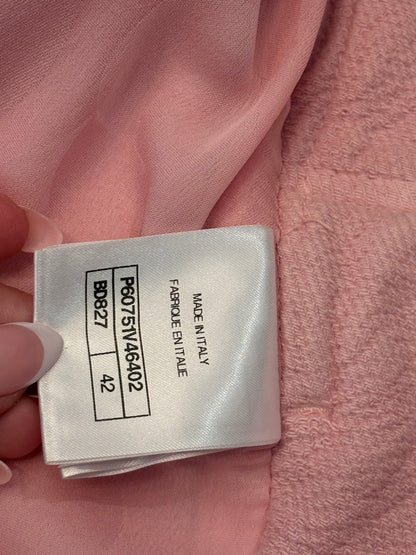 MADE IN ITALY
FABRIQUE EN ITALIE
P60751V46402
BD827 42